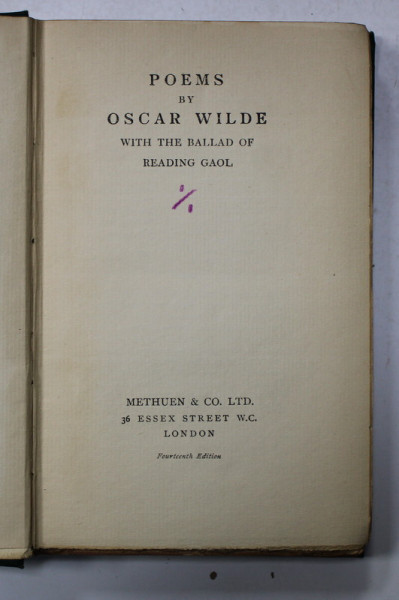 POEMS
BY
OSCAR WILDE
WITH THE BALLAD OF
READING GAOL
METHUEN & CO. LTD.
36 ESSEX STREET W.C.
LONDON
Fourteenth Edition